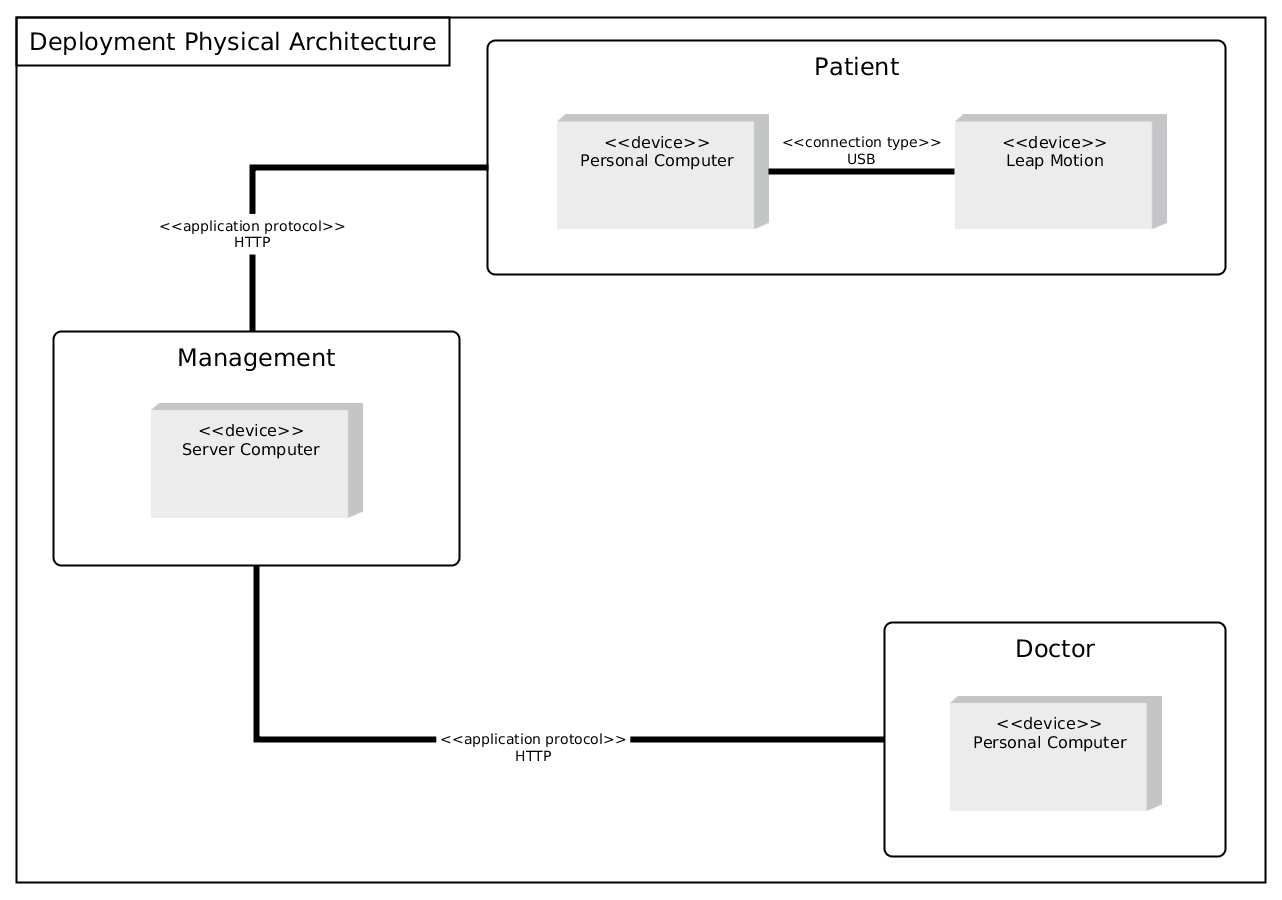 Deployment Physical Architecture
Patient
<<device>>
Personal Computer
<<connection type>>
USB
<<device>>
Leap Motion
<<application protocol>>
HTTP
Management
<<device>>
Server Computer
Doctor
<<device>>
Personal Computer
<<application protocol>>
HTTP